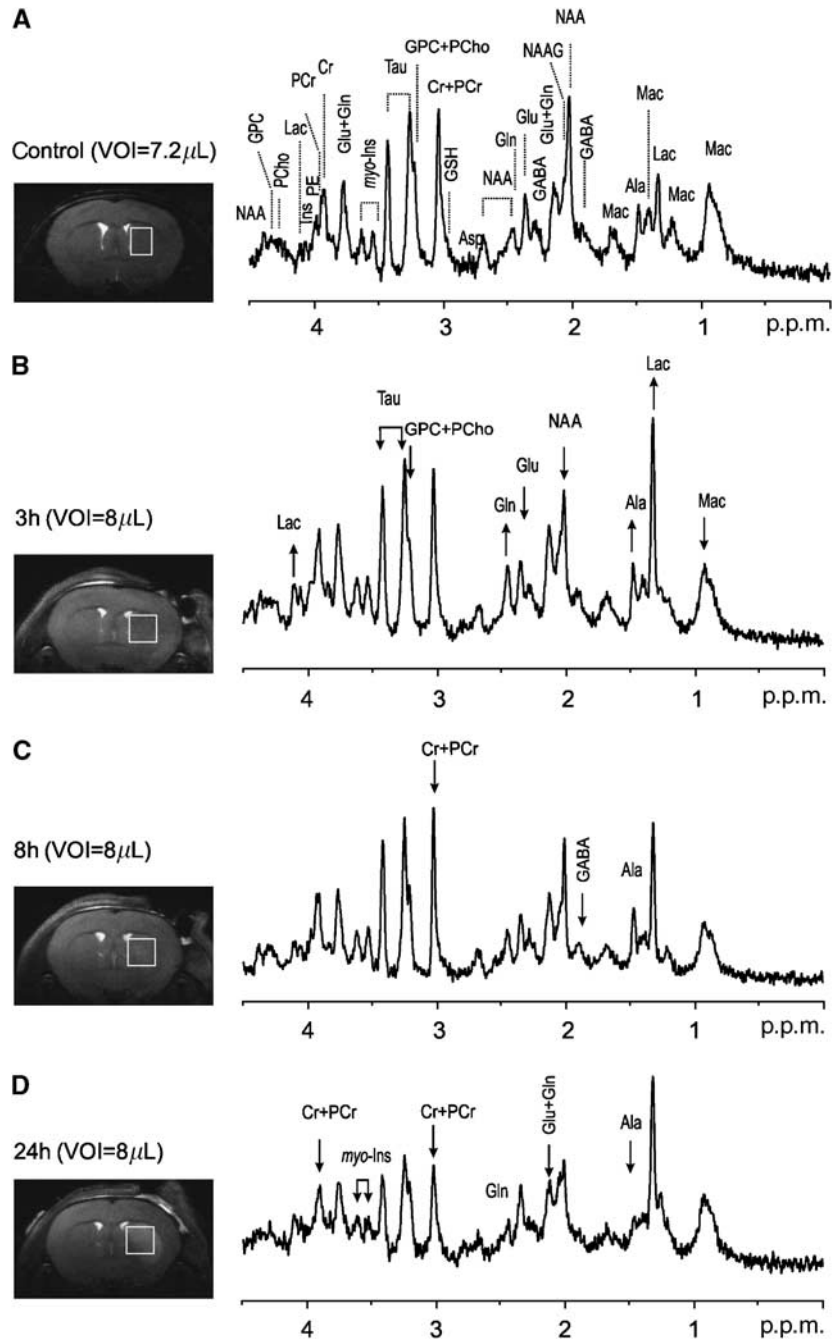 A
Control (VOI=7.2μL)
NAA
GPC
PCho
Lac
Ins
PE
PCr
Cr
Glu+Gln
myo-Ins
Tau
GPC+PCho
Cr+PCr
GSH
Asp
NAA
Gln
Glu
GABA
Glu+Gln
NAAG
NAA
GABA
Mac
Ala
Mac
Lac
Mac
Mac
4 3 2 1 p.p.m.
B
3h (VOI=8μL)
Lac
Tau
GPC+PCho
Gln
Glu
NAA
Ala
Lac
Mac
4 3 2 1 p.p.m.
C
8h (VOI=8μL)
Cr+PCr
GABA
Ala
4 3 2 1 p.p.m.
D
24h (VOI=8μL)
Cr+PCr
myo-Ins
Cr+PCr
Gln
Glu+Gln
Ala
4 3 2 1 p.p.m.